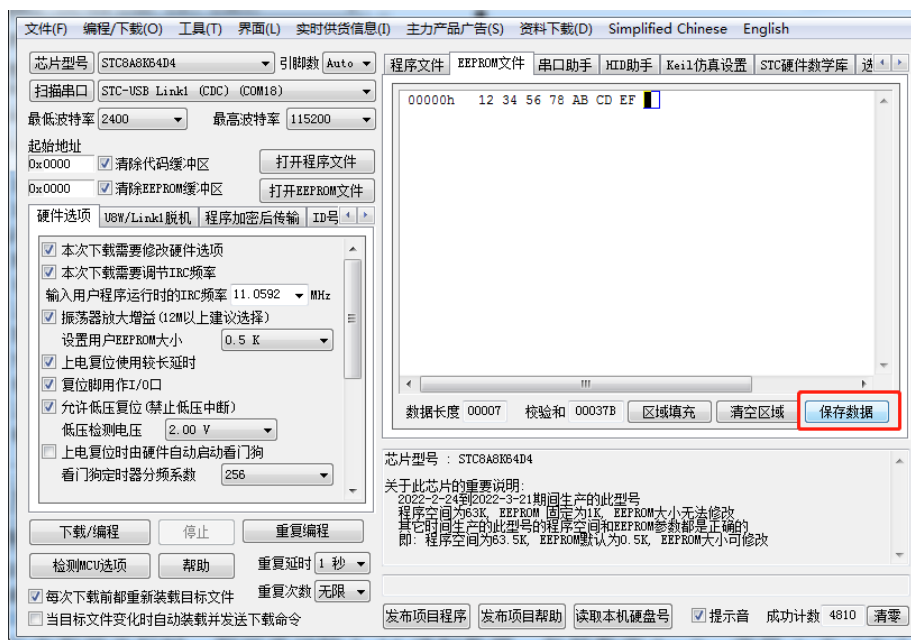 文件(F) 编程/下载(O) 工具(T) 界面(L) 实时供货信息(I) 主力产品广告(S) 资料下载(D) Simplified Chinese English
芯片型号 STC8A8K64D4 引脚数 Auto
扫描串口 STC-USB Link1 (CDC) (COM18)
最低波特率 2400 最高波特率 115200
起始地址
0x0000 清除代码缓冲区 打开程序文件
0x0000 清除EEPROM缓冲区 打开EEPROM文件
硬件选项 U8W/Link1脱机 程序加密后传输 ID号
本次下载需要修改硬件选项
本次下载需要调节IRC频率
输入用户程序运行时的IRC频率 11.0592 MHz
振荡器放大增益(12M以上建议选择)
设置用户EEPROM大小 0.5 K
上电复位使用较长延时
复位脚用作I/O口
允许低压复位(禁止低压中断)
低压检测电压 2.00 V
上电复位时由硬件自动启动看门狗
看门狗定时器分频系数 256
下载/编程 停止 重复编程
检测MCU选项 帮助 重复延时 1 秒
每次下载前都重新装载目标文件 重复次数 无限
当目标文件变化时自动装载并发送下载命令
程序文件 EEPROM文件 串口助手 HID助手 Keil仿真设置 STC硬件数学库 选
00000h 12 34 56 78 AB CD EF
数据长度 00007 校验和 00037B 区域填充 清空区域 保存数据
芯片型号 : STC8A8K64D4
关于此芯片的重要说明:
2022-2-24到2022-3-21期间生产的此型号
程序空间为63K, EEPROM 固定为1K, EEPROM大小无法修改
其它时间生产的此型号的程序空间和EEPROM参数都是正确的
即: 程序空间为63.5K, EEPROM默认为0.5K, EEPROM大小可修改
发布项目程序 发布项目帮助 读取本机硬盘号 提示音 成功计数 4810 清零